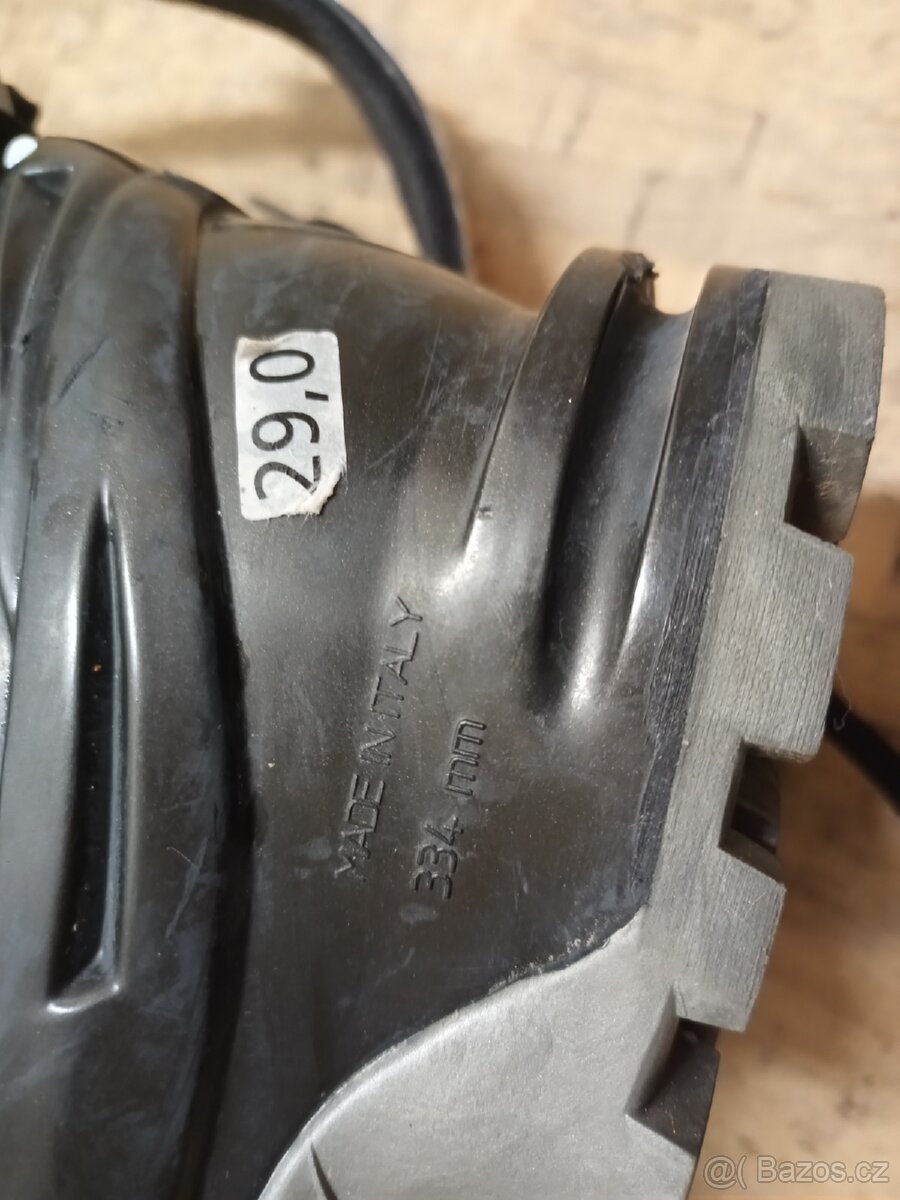 29,0
MADE IN ITALY
334 mm
@( Bazos.cz